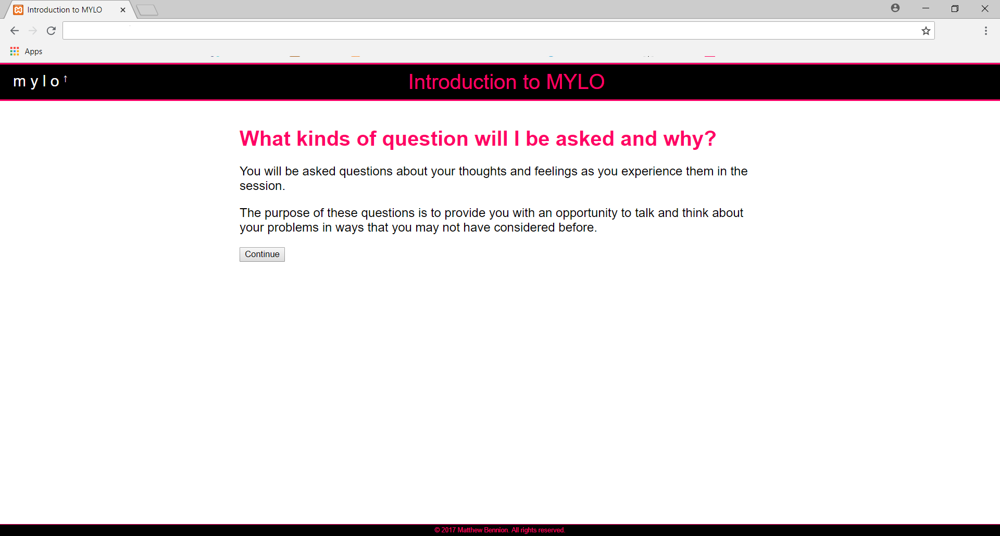 Introduction to MYLO
Apps
mylo↑
Introduction to MYLO
What kinds of question will I be asked and why?
You will be asked questions about your thoughts and feelings as you experience them in the
session.
The purpose of these questions is to provide you with an opportunity to talk and think about
your problems in ways that you may not have considered before.
Continue
© 2017 Matthew Bennion. All rights reserved.